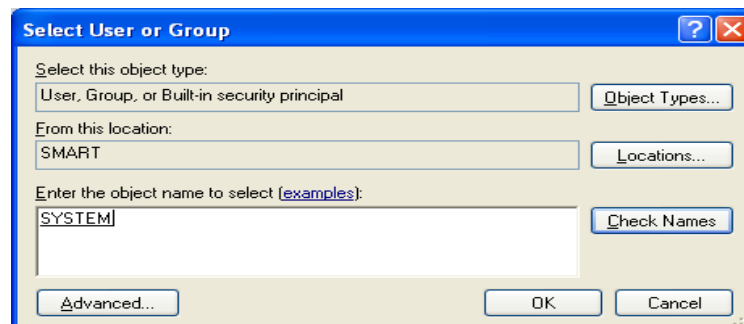 Select User or Group
Select this object type:
User, Group, or Built-in security principal
Object Types...
From this location:
SMART
Locations...
Enter the object name to select (examples):
SYSTEM
Check Names
Advanced...
OK
Cancel